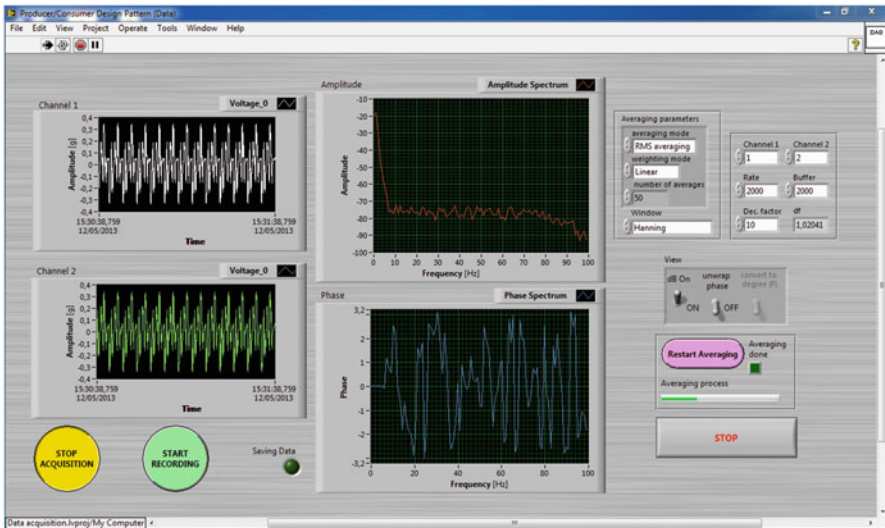 Producer/Consumer Design Pattern (Data)
File Edit View Project Operate Tools Window Help
?
DAQ
Channel 1
Voltage_0
Amplitude [g]
0,4
0,3
0,2
0,1
0
-0,1
-0,2
-0,3
-0,4
15:30:38,759
12/05/2013
15:31:38,759
12/05/2013
Time
Channel 2
Voltage_0
Amplitude [g]
0,4
0,3
0,2
0,1
0
-0,1
-0,2
-0,3
-0,4
15:30:38,759
12/05/2013
15:31:38,759
12/05/2013
Time
STOP
ACQUISITION
START
RECORDING
Saving Data
Amplitude
Amplitude Spectrum
Amplitude
-10
-20
-30
-40
-50
-60
-70
-80
-90
-100
0 10 20 30 40 50 60 70 80 90 100
Frequency [Hz]
Phase
Phase Spectrum
Phase
3,2
2
1
0
-1
-2
-3,2
0 20 40 60 80 100
Frequency [Hz]
Averaging parameters
averaging mode
RMS averaging
weighting mode
Linear
number of averages
50
Window
Hanning
Channel 1 Channel 2
1 2
Rate Buffer
2000 2000
Dec. factor df
10 1,02041
View
dB On
ON
unwrap
phase
OFF
convert to
degree (F)
Restart Averaging
Averaging
done
Averaging process
STOP
Data acquisition.lvproj/My Computer